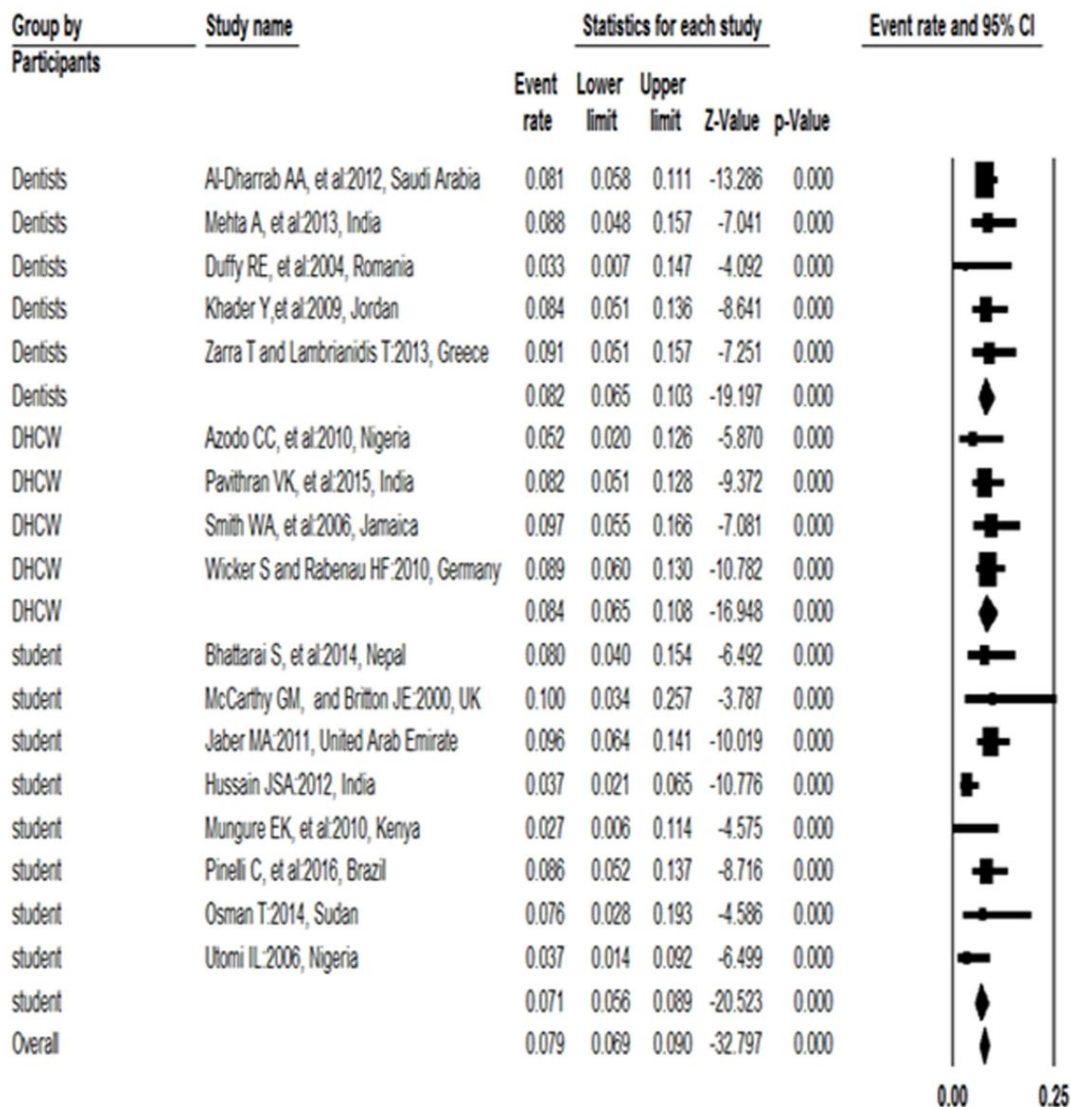 Group by Study name Statistics for each study Event rate and 95% CI
Participants
Event Lower Upper
rate limit limit Z-Value p-Value
Dentists Al-Dharrab AA, et al:2012, Saudi Arabia 0.081 0.058 0.111 -13.286 0.000
Dentists Mehta A, et al:2013, India 0.088 0.048 0.157 -7.041 0.000
Dentists Duffy RE, et al:2004, Romania 0.033 0.007 0.147 -4.092 0.000
Dentists Khader Y,et al:2009, Jordan 0.084 0.051 0.136 -8.641 0.000
Dentists Zarra T and Lambrianidis T:2013, Greece 0.091 0.051 0.157 -7.251 0.000
Dentists 0.082 0.065 0.103 -19.197 0.000
DHCW Azodo CC, et al:2010, Nigeria 0.052 0.020 0.126 -5.870 0.000
DHCW Pavithran VK, et al:2015, India 0.082 0.051 0.128 -9.372 0.000
DHCW Smith WA, et al:2006, Jamaica 0.097 0.055 0.166 -7.081 0.000
DHCW Wicker S and Rabenau HF:2010, Germany 0.089 0.060 0.130 -10.782 0.000
DHCW 0.084 0.065 0.108 -16.948 0.000
student Bhattarai S, et al:2014, Nepal 0.080 0.040 0.154 -6.492 0.000
student McCarthy GM, and Britton JE:2000, UK 0.100 0.034 0.257 -3.787 0.000
student Jaber MA:2011, United Arab Emirate 0.096 0.064 0.141 -10.019 0.000
student Hussain JSA:2012, India 0.037 0.021 0.065 -10.776 0.000
student Mungure EK, et al:2010, Kenya 0.027 0.006 0.114 -4.575 0.000
student Pinelli C, et al:2016, Brazil 0.086 0.052 0.137 -8.716 0.000
student Osman T:2014, Sudan 0.076 0.028 0.193 -4.586 0.000
student Utomi IL:2006, Nigeria 0.037 0.014 0.092 -6.499 0.000
student 0.071 0.056 0.089 -20.523 0.000
Overall 0.079 0.069 0.090 -32.797 0.000
0.00 0.25